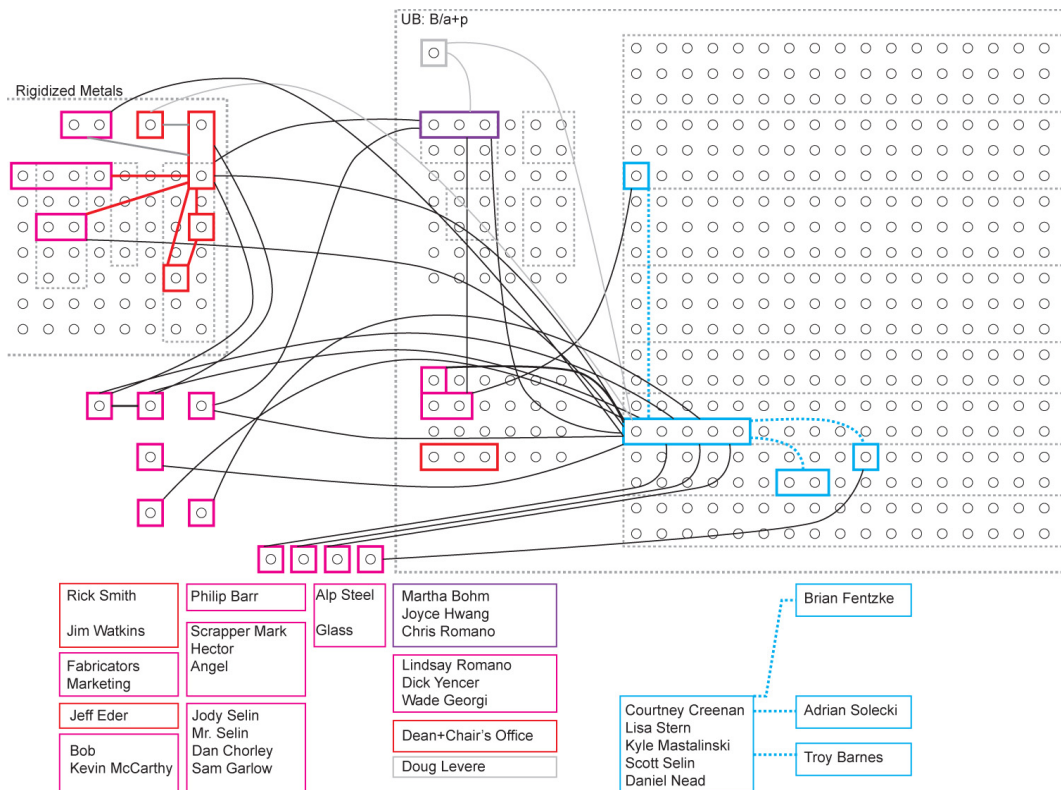 UB: B/a+p
Rigidized Metals
Rick Smith
Jim Watkins
Fabricators
Marketing
Jeff Eder
Bob
Kevin McCarthy
Philip Barr
Scrapper Mark
Hector
Angel
Jody Selin
Mr. Selin
Dan Chorley
Sam Garlow
Alp Steel
Glass
Martha Bohm
Joyce Hwang
Chris Romano
Lindsay Romano
Dick Yencer
Wade Georgi
Dean+Chair's Office
Doug Levere
Courtney Creenan
Lisa Stern
Kyle Mastalinski
Scott Selin
Daniel Nead
Brian Fentzke
Adrian Solecki
Troy Barnes